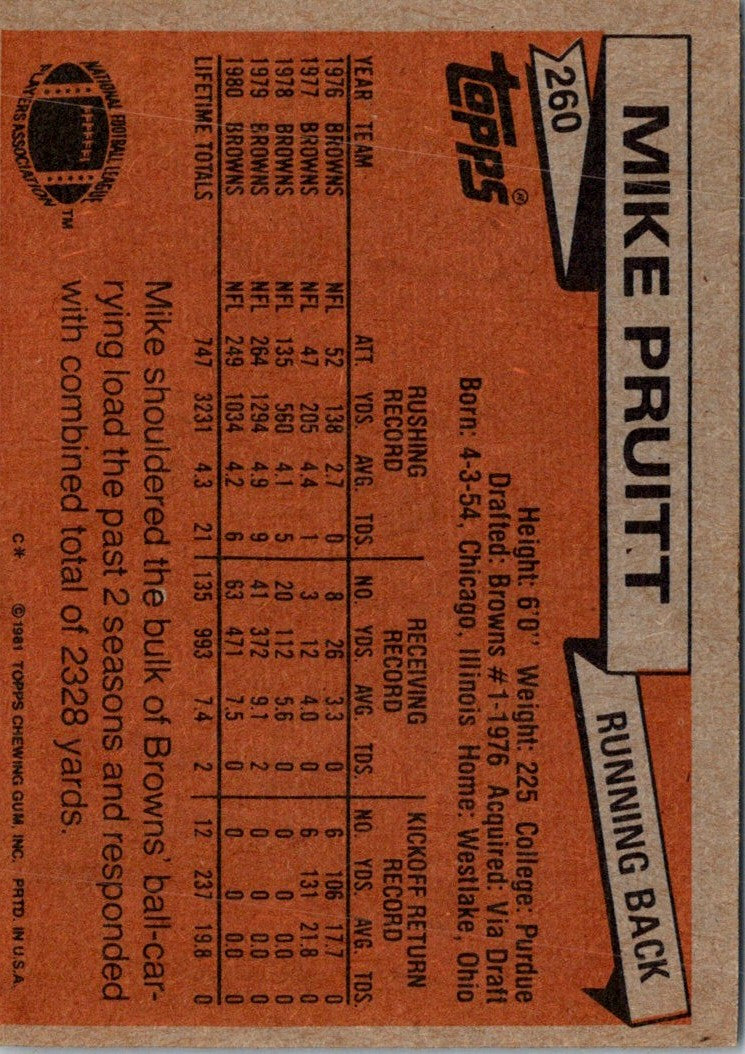 MIKE PRUITT
RUNNING BACK
260
TOPPS®
Height: 6'0" Weight: 225 College: Purdue
Drafted: Browns #1-1976 Acquired: Via Draft
Born: 4-3-54, Chicago, Illinois Home: Westlake, Ohio
RUSHING RECORD RECEIVING RECORD KICKOFF RETURN RECORD
YEAR TEAM ATT. YDS. AVG. TDS. NO. YDS. AVG. TDS. NO. YDS. AVG. TDS.
1976 BROWNS NFL 52 138 2.7 0 8 26 3.3 0 6 106 17.7 0
1977 BROWNS NFL 47 205 4.4 1 3 12 4.0 0 6 131 21.8 0
1978 BROWNS NFL 135 560 4.1 5 20 112 5.6 0 0 0 0.0 0
1979 BROWNS NFL 264 1294 4.9 9 41 372 9.1 2 0 0 0.0 0
1980 BROWNS NFL 249 1034 4.2 6 63 471 7.5 0 0 0 0.0 0
LIFETIME TOTALS 747 3231 4.3 21 135 993 7.4 2 12 237 19.8 0
NATIONAL FOOTBALL LEAGUE
PLAYERS ASSOCIATION
TM
Mike shouldered the bulk of Browns' ball-car-
rying load the past 2 seasons and responded
with combined total of 2328 yards.
C* ©1981 TOPPS CHEWING GUM, INC. PRTD. IN U.S.A.